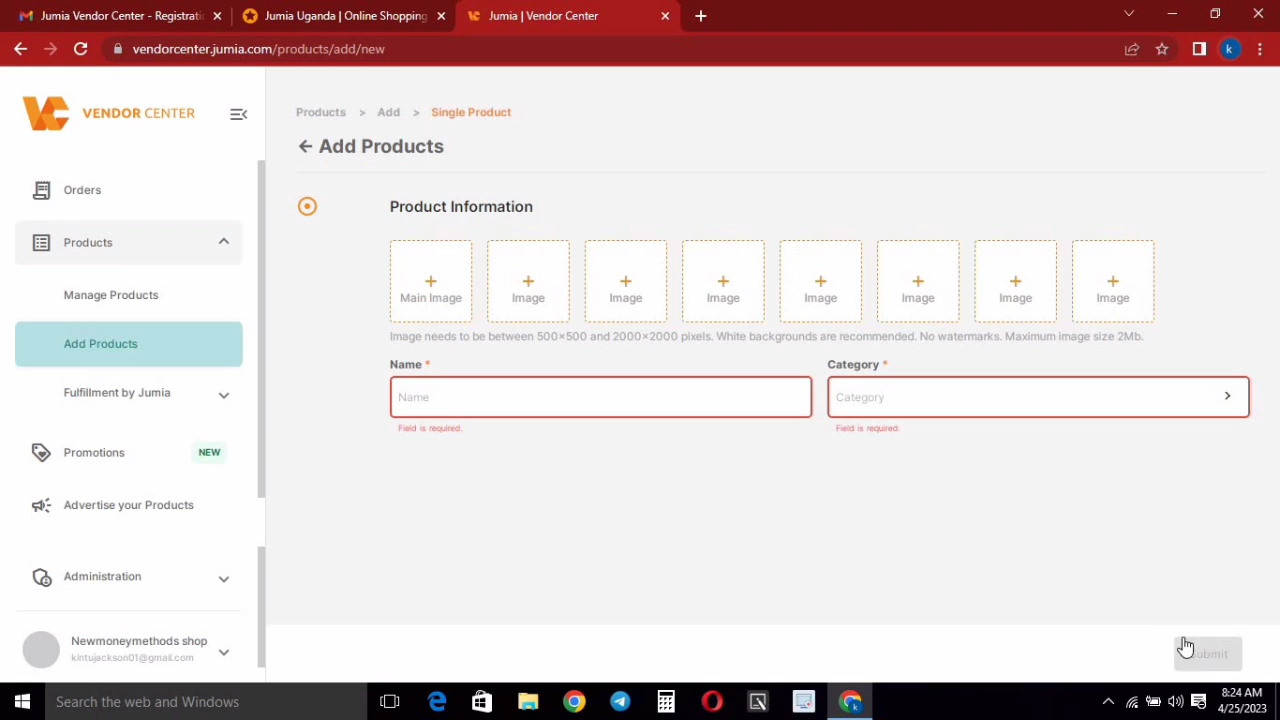 Jumia Vendor Center - Registratio
Jumia Uganda | Online Shopping
Jumia | Vendor Center
vendorcenter.jumia.com/products/add/new
k
VENDOR CENTER
Orders
Products
Manage Products
Add Products
Fulfillment by Jumia
Promotions
NEW
Advertise your Products
Administration
Newmoneymethods shop
kintujackson01@gmail.com
Products > Add > Single Product
Add Products
Product Information
Main Image
Image
Image
Image
Image
Image
Image
Image
Image needs to be between 500×500 and 2000×2000 pixels. White backgrounds are recommended. No watermarks. Maximum image size 2Mb.
Name *
Category *
Name
Category
Field is required.
Field is required.
Submit
Search the web and Windows
8:24 AM
4/25/2023